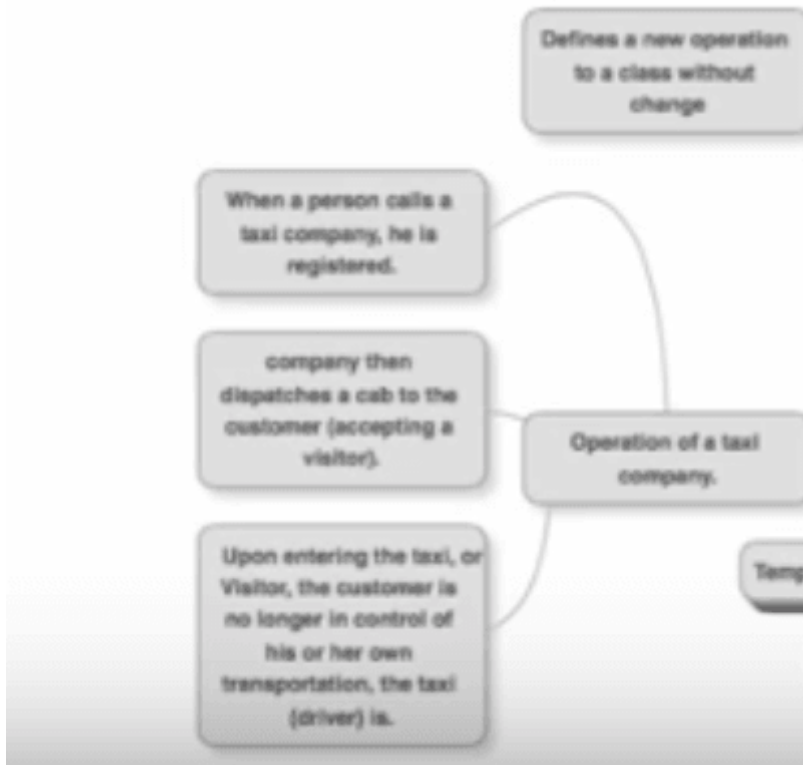 Defines a new operation
to a class without
change
When a person calls a
taxi company, he is
registered.
company then
dispatches a cab to the
customer (accepting a
visitor).
Operation of a taxi
company.
Upon entering the taxi, or
Visitor, the customer is
no longer in control of
his or her own
transportation, the taxi
(driver) is.
Temp